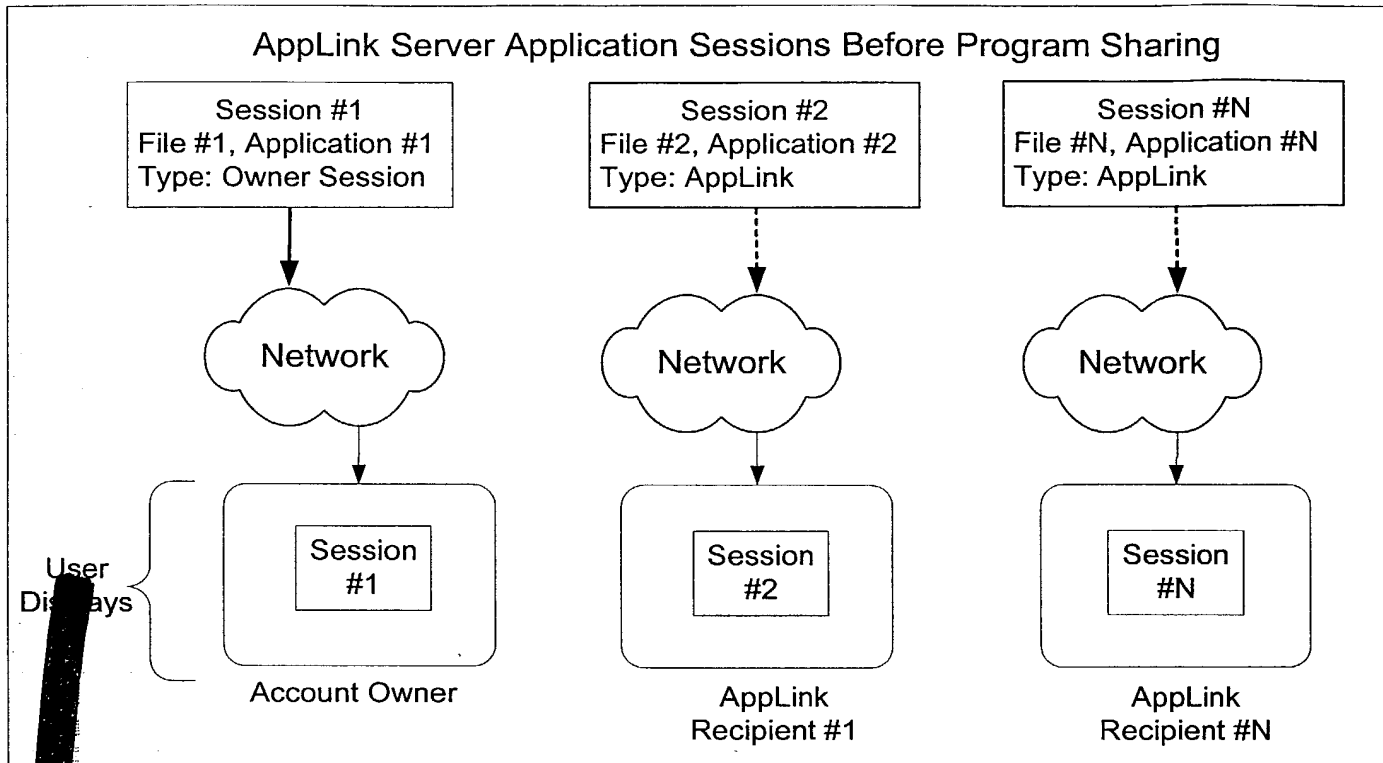 AppLink Server Application Sessions Before Program Sharing
Session #1
File #1, Application #1
Type: Owner Session
Session #2
File #2, Application #2
Type: AppLink
Session #N
File #N, Application #N
Type: AppLink
Network
Network
Network
User
Session
#1
Session
#2
Session
#N
Account Owner
AppLink
Recipient #1
AppLink
Recipient #N